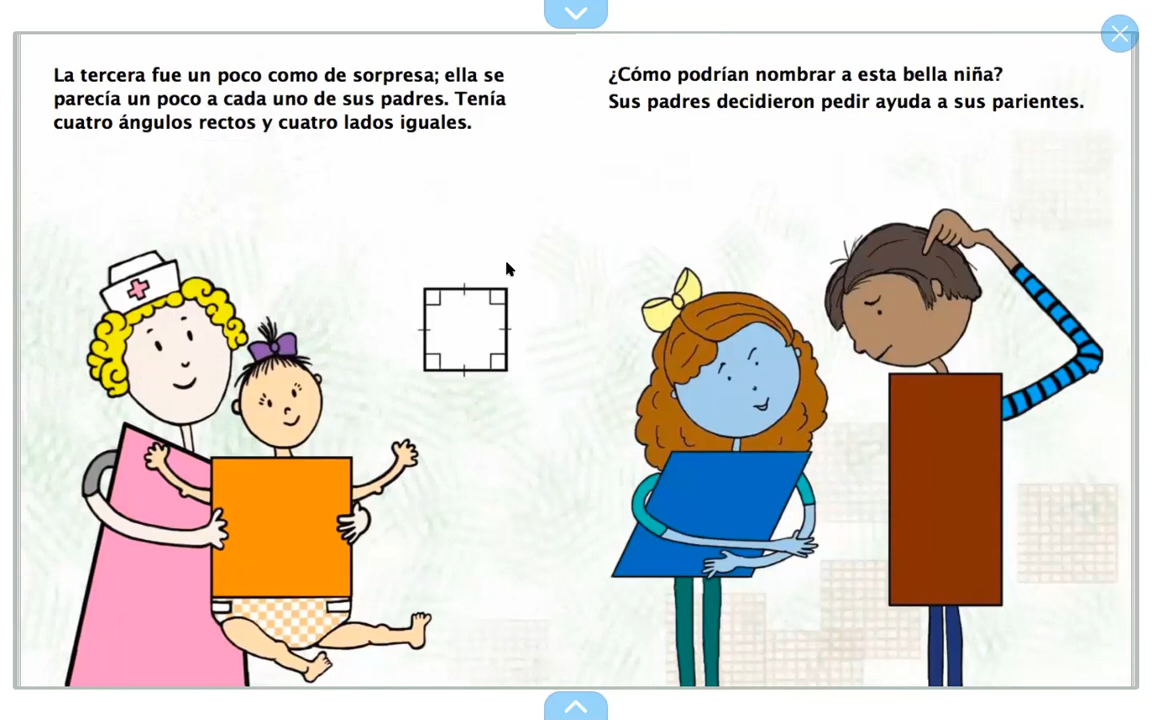 La tercera fue un poco como de sorpresa; ella se
parecía un poco a cada uno de sus padres. Tenía
cuatro ángulos rectos y cuatro lados iguales.
¿Cómo podrían nombrar a esta bella niña?
Sus padres decidieron pedir ayuda a sus parientes.